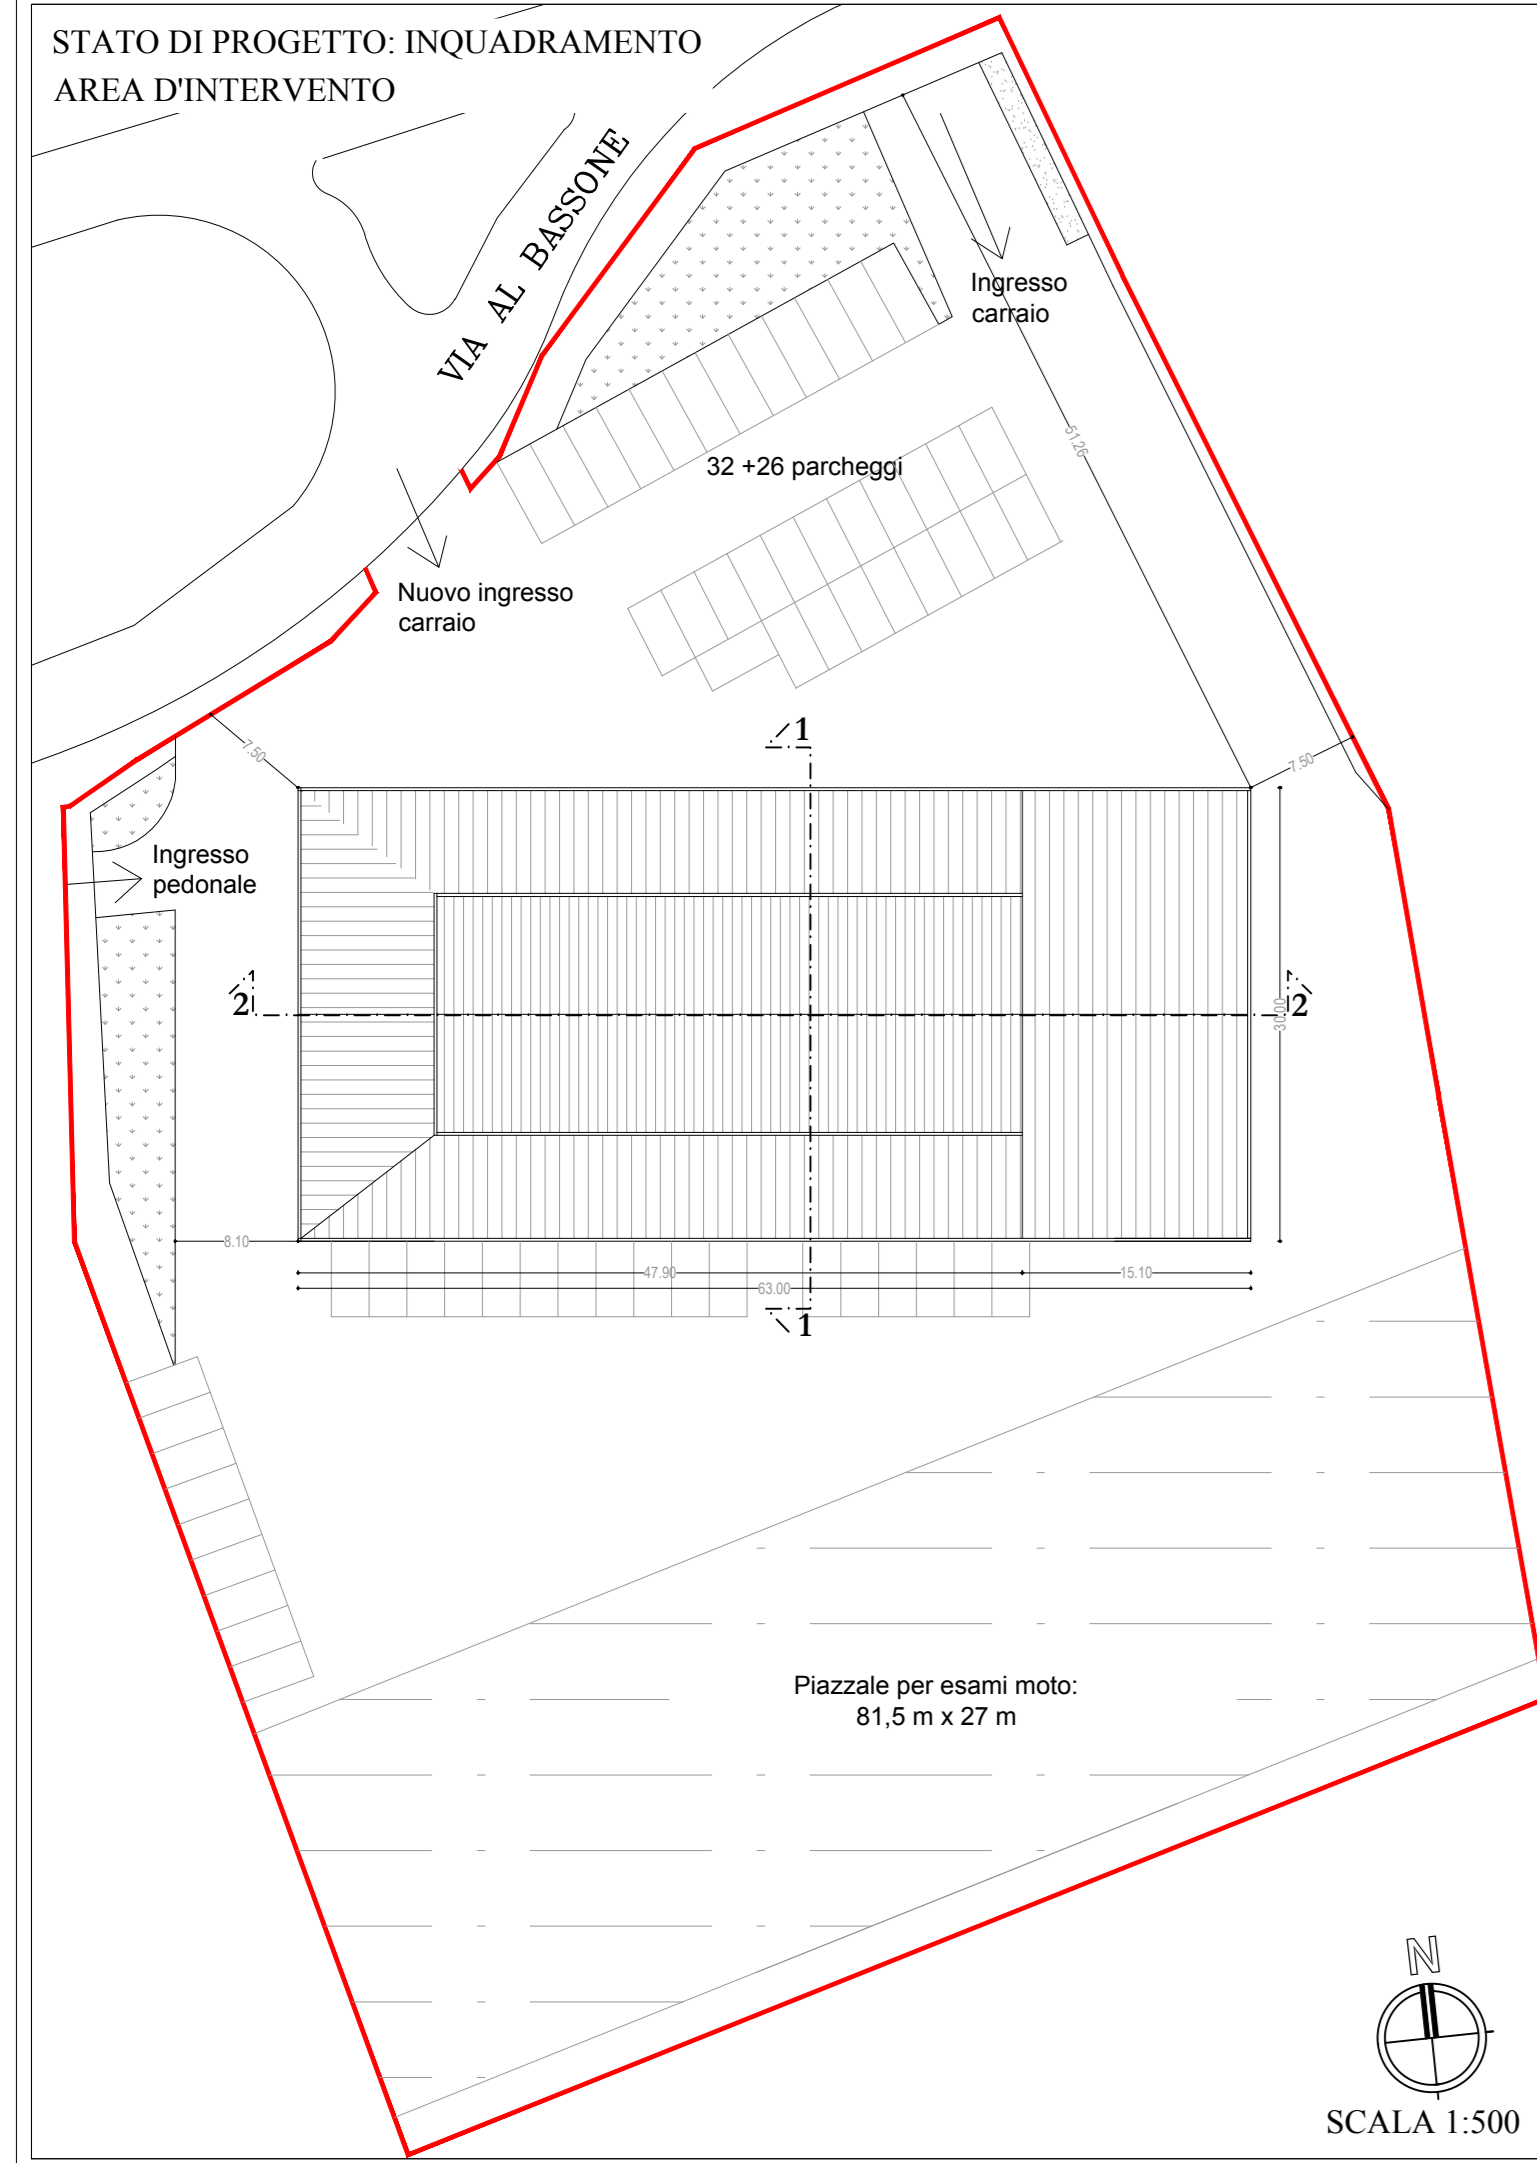 STATO DI PROGETTO: INQUADRAMENTO
AREA D'INTERVENTO
VIA AL BASSONE
Ingresso
carraio
51.26
32 +26 parcheggi
Nuovo ingresso
carraio
7.50
7.50
1
Ingresso
pedonale
2
2
30.00
8.10
47.90
15.10
63.00
1
Piazzale per esami moto:
81,5 m x 27 m
N
SCALA 1:500